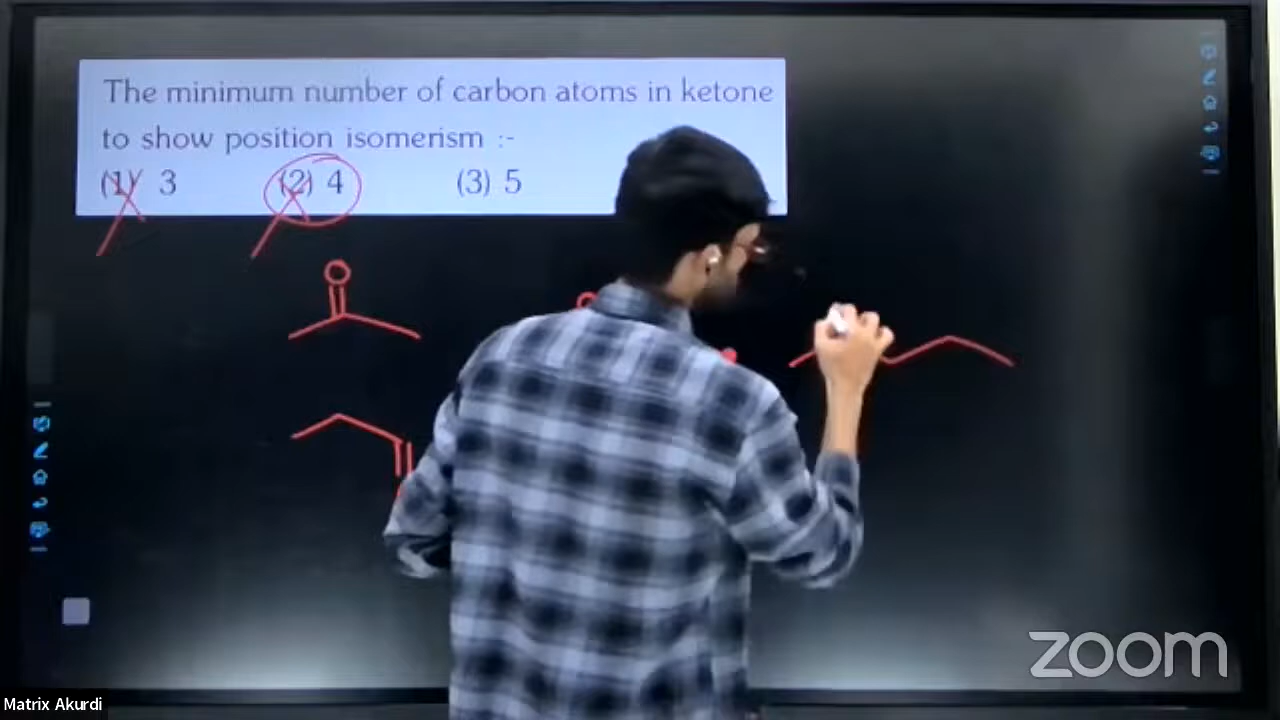 The minimum number of carbon atoms in ketone
to show position isomerism :-
(1) 3 (2) 4 (3) 5
O
zoom
Matrix Akurdi